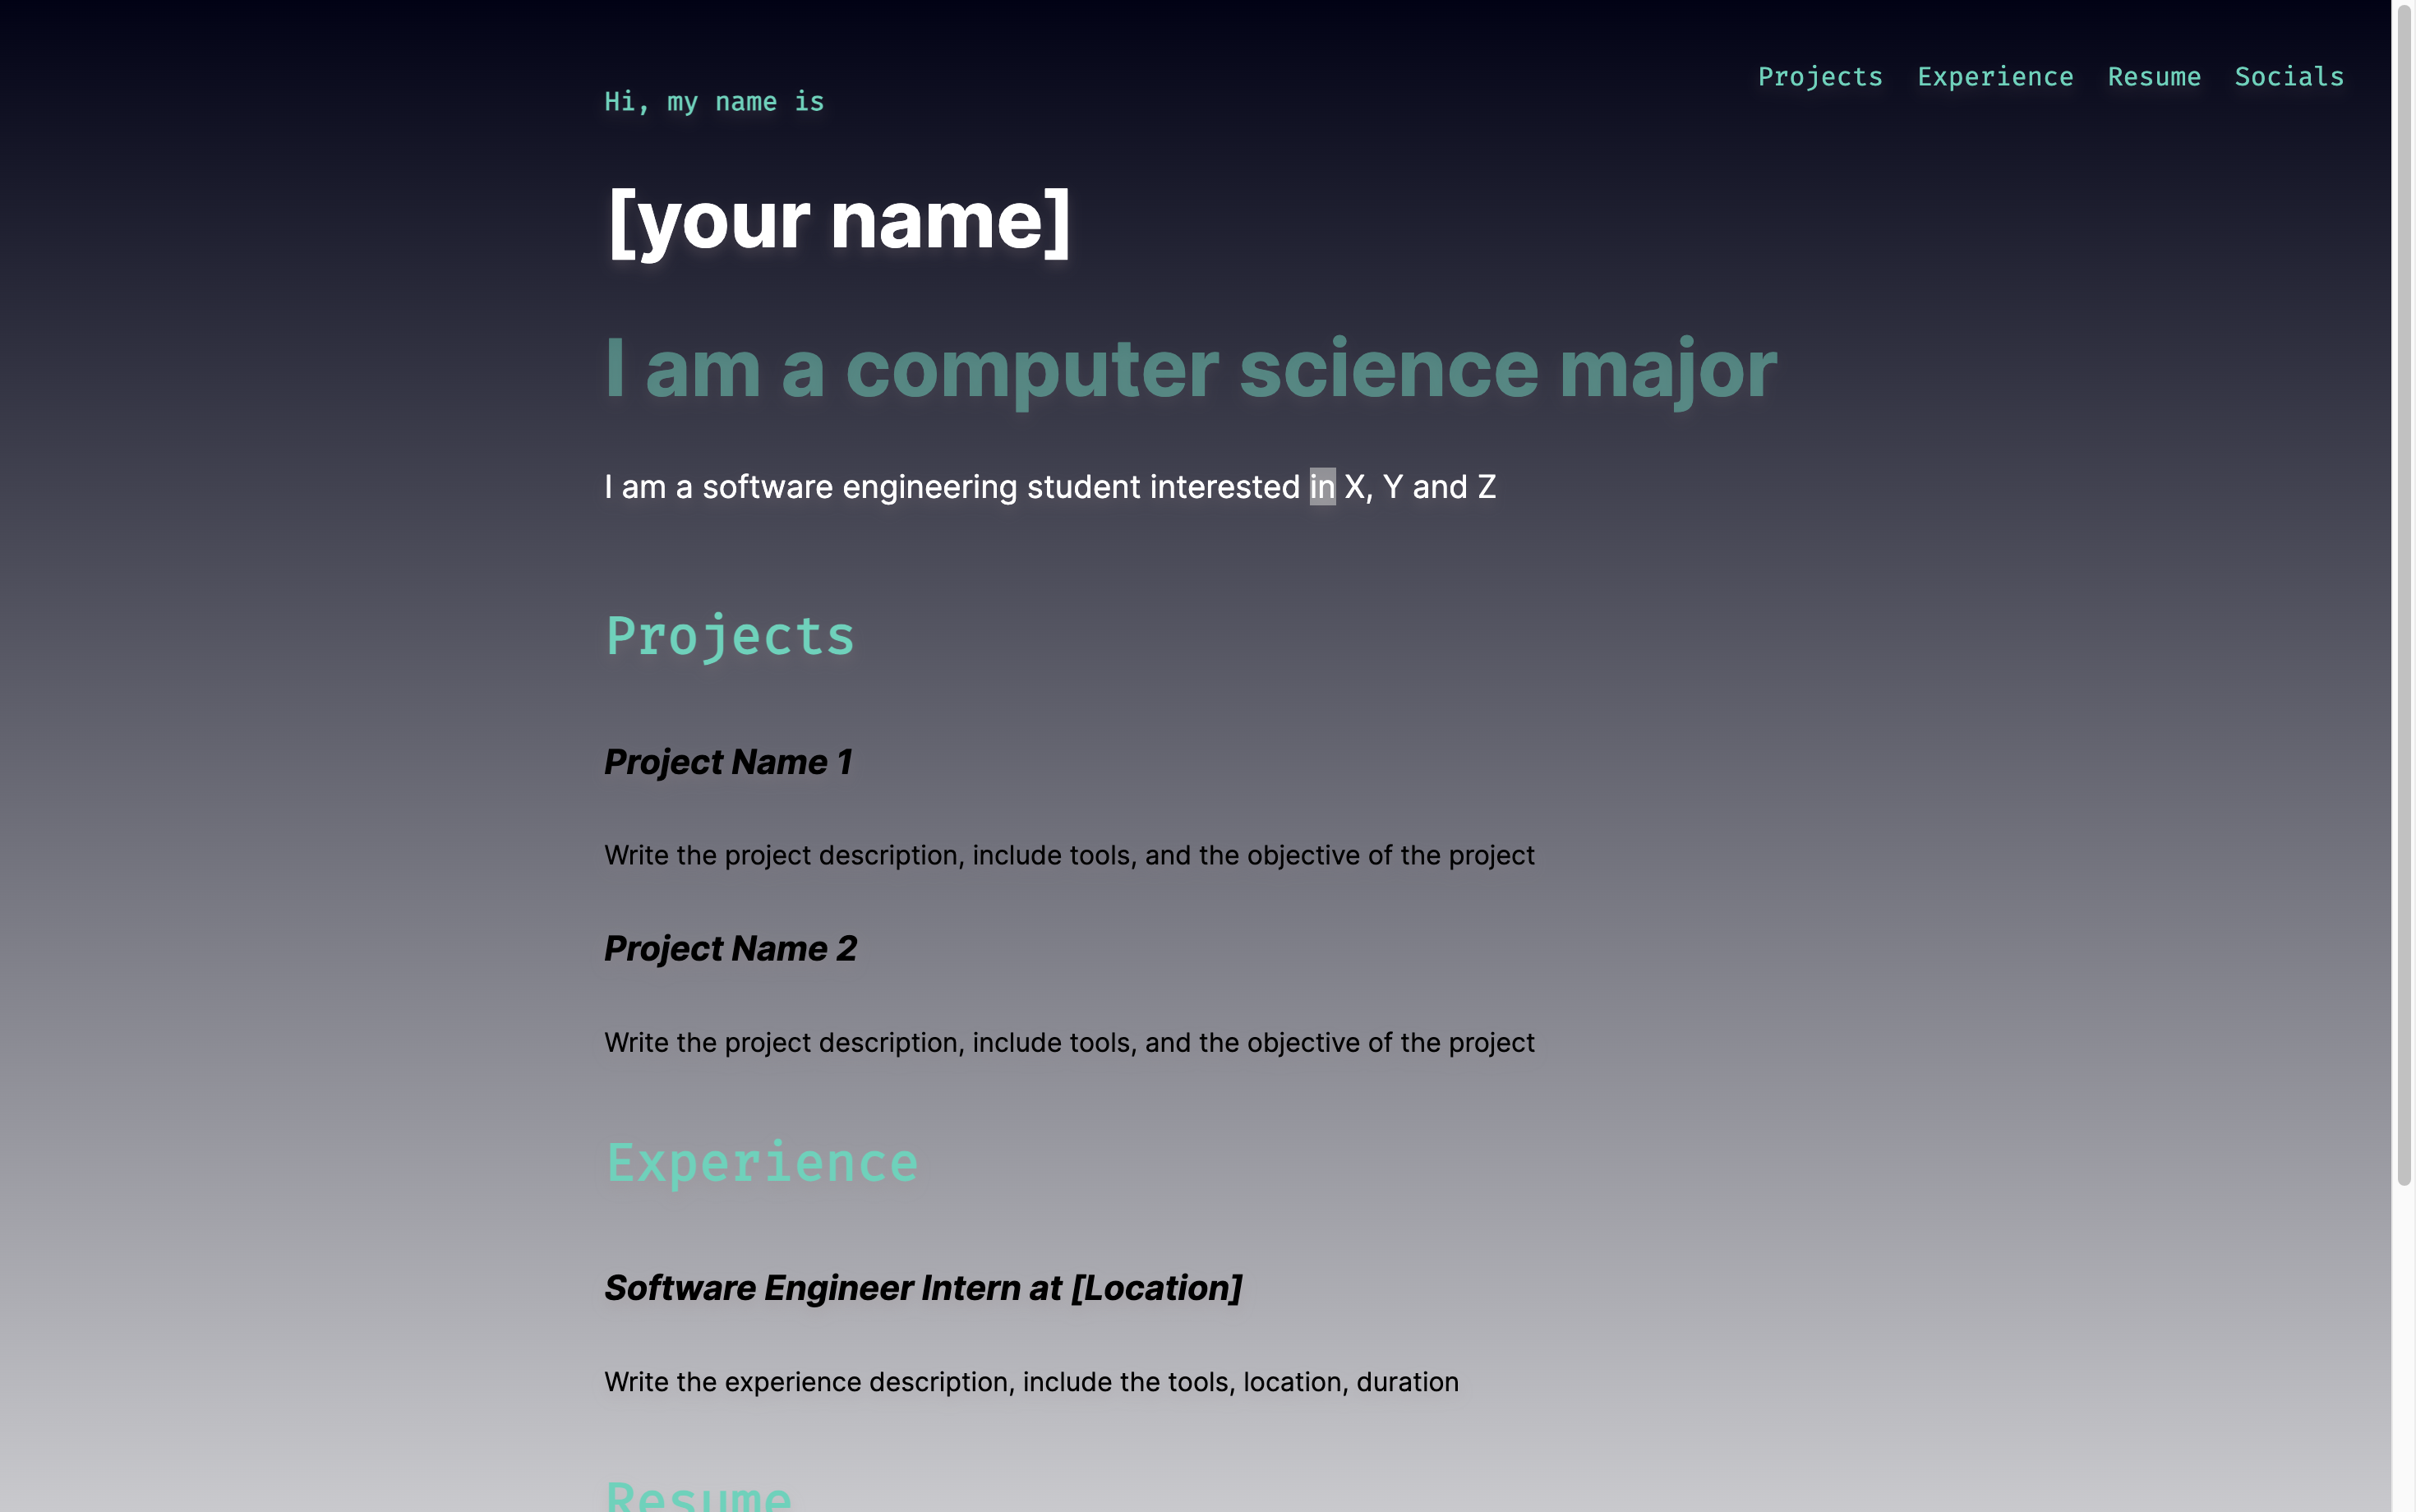 Projects Experience Resume Socials
Hi, my name is
[your name]
I am a computer science major
I am a software engineering student interested in X, Y and Z
Projects
Project Name 1
Write the project description, include tools, and the objective of the project
Project Name 2
Write the project description, include tools, and the objective of the project
Experience
Software Engineer Intern at [Location]
Write the experience description, include the tools, location, duration
Resume